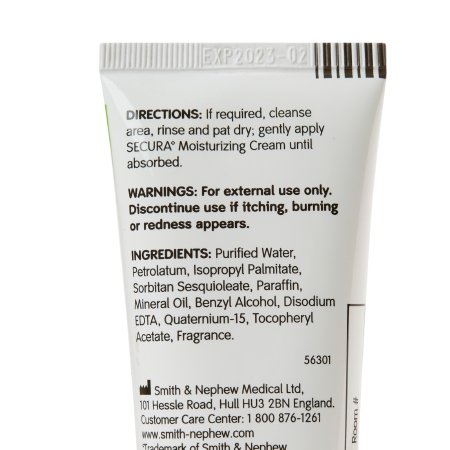 EXP2023-02
DIRECTIONS: If required, cleanse
area, rinse and pat dry; gently apply
SECURA° Moisturizing Cream until
absorbed.
WARNINGS: For external use only.
Discontinue use if itching, burning
or redness appears.
INGREDIENTS: Purified Water,
Petrolatum, Isopropyl Palmitate,
Sorbitan Sesquioleate, Paraffin,
Mineral Oil, Benzyl Alcohol, Disodium
EDTA, Quaternium-15, Tocopheryl
Acetate, Fragrance.
56301
Smith & Nephew Medical Ltd,
101 Hessle Road, Hull HU3 2BN England.
Customer Care Center: 1 800 876-1261
www.smith-nephew.com
°Trademark of Smith & Nephew
Room #